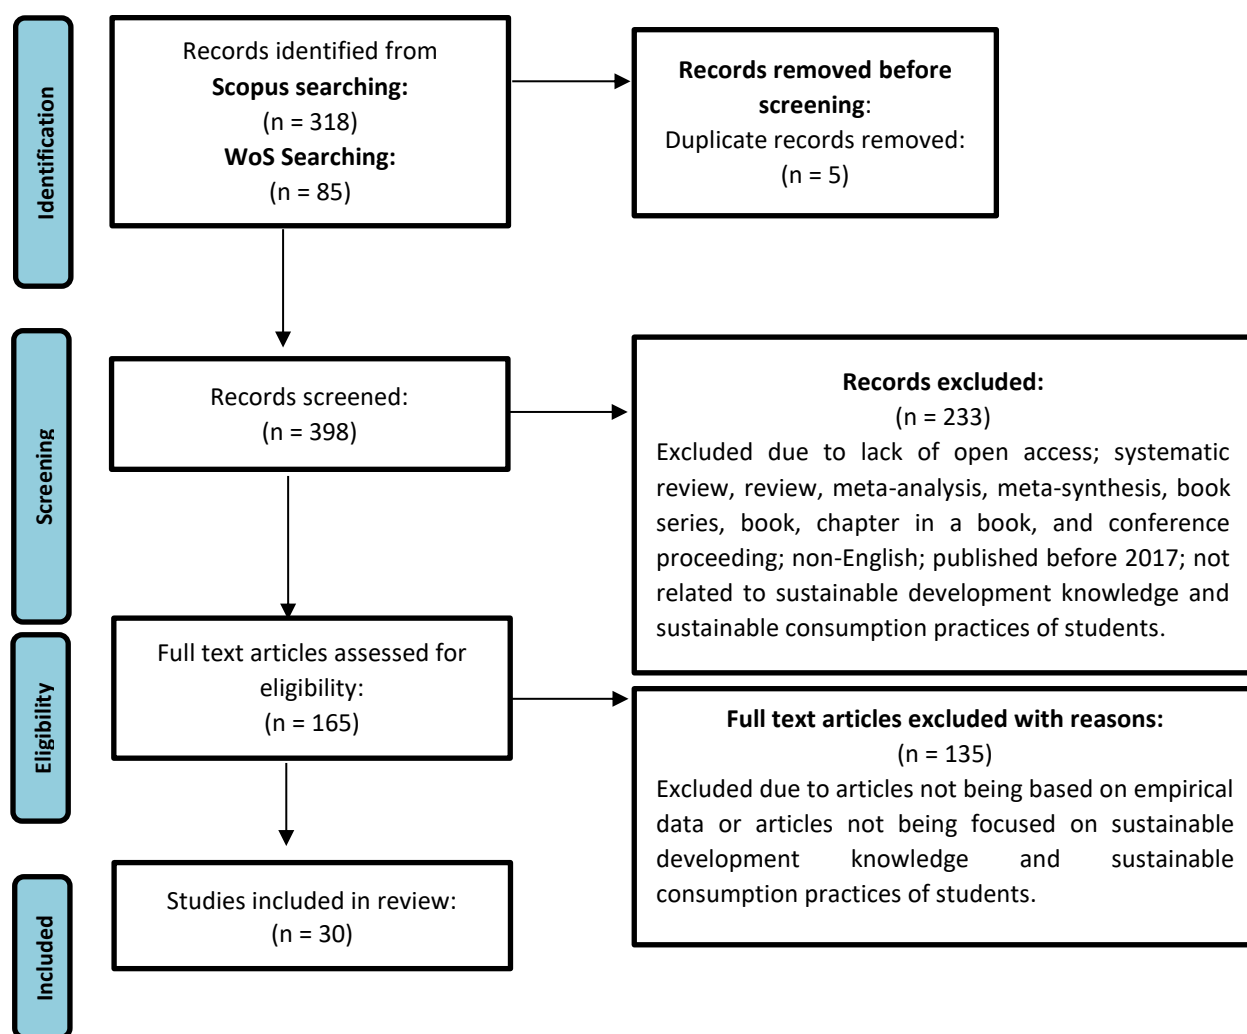 Identification
Records identified from
Scopus searching:
(n = 318)
WoS Searching:
(n = 85)
Records removed before
screening:
Duplicate records removed:
(n = 5)
Screening
Records screened:
(n = 398)
Records excluded:
(n = 233)
Excluded due to lack of open access; systematic
review, review, meta-analysis, meta-synthesis, book
series, book, chapter in a book, and conference
proceeding; non-English; published before 2017; not
related to sustainable development knowledge and
sustainable consumption practices of students.
Eligibility
Full text articles assessed for
eligibility:
(n = 165)
Full text articles excluded with reasons:
(n = 135)
Excluded due to articles not being based on empirical
data or articles not being focused on sustainable
development knowledge and sustainable
consumption practices of students.
Included
Studies included in review:
(n = 30)